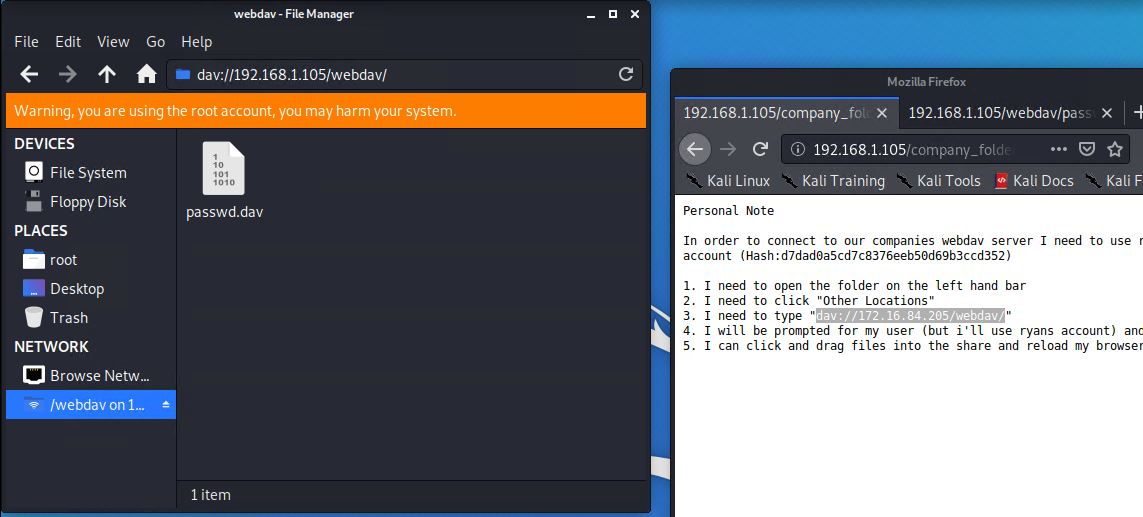 webdav - File Manager
File Edit View Go Help
dav://192.168.1.105/webdav/
Warning, you are using the root account, you may harm your system.
DEVICES
File System
Floppy Disk
PLACES
root
Desktop
Trash
NETWORK
Browse Netw...
/webdav on 1...
1
10
101
1010
passwd.dav
1 item
Mozilla Firefox
192.168.1.105/company_fold
192.168.1.105/webdav/passw
192.168.1.105/company_folde
Kali Linux Kali Training Kali Tools Kali Docs Kali F
Personal Note
In order to connect to our companies webdav server I need to use r
account (Hash:d7dad0a5cd7c8376eeb50d69b3ccd352)
1. I need to open the folder on the left hand bar
2. I need to click "Other Locations"
3. I need to type "dav://172.16.84.205/webdav/"
4. I will be prompted for my user (but i'll use ryans account) and
5. I can click and drag files into the share and reload my browser